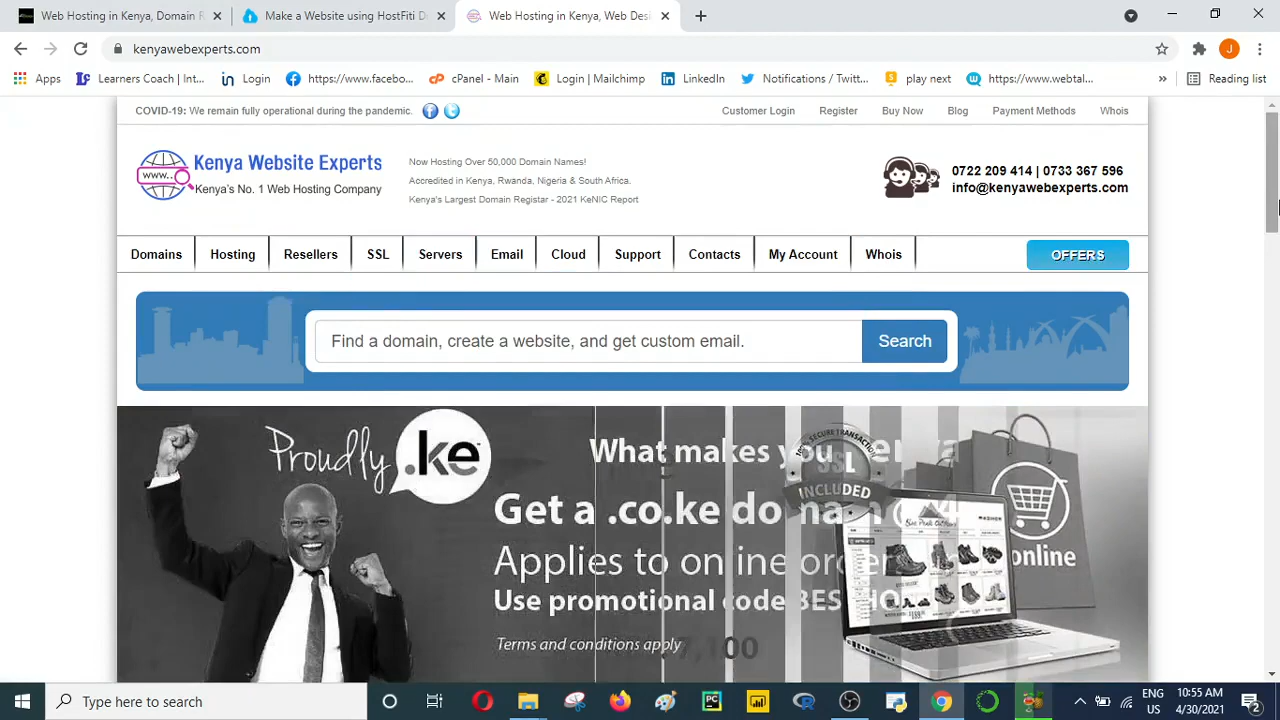 Web Hosting in Kenya, Domain R
Make a Website using HostFiti D
Web Hosting in Kenya, Web Desi
kenyawebexperts.com
J
Apps
Learners Coach | Int...
Login
https://www.facebo...
cPanel - Main
Login | Mailchimp
LinkedIn
Notifications / Twitt...
play next
https://www.webtal...
Reading list
COVID-19: We remain fully operational during the pandemic.
Customer Login
Register
Buy Now
Blog
Payment Methods
Whois
www..
Kenya Website Experts
Kenya's No. 1 Web Hosting Company
Now Hosting Over 50,000 Domain Names!
Accredited in Kenya, Rwanda, Nigeria & South Africa.
Kenya's Largest Domain Registar - 2021 KeNIC Report
0722 209 414 | 0733 367 596
info@kenyawebexperts.com
Domains
Hosting
Resellers
SSL
Servers
Email
Cloud
Support
Contacts
My Account
Whois
OFFERS
Find a domain, create a website, and get custom email.
Search
Proudly .ke
What makes you
Get a .co.ke
Applies to online
Use promotional code
Terms and conditions apply
SSL
INCLUDED
online
Type here to search
ENG
US
10:55 AM
4/30/2021
2